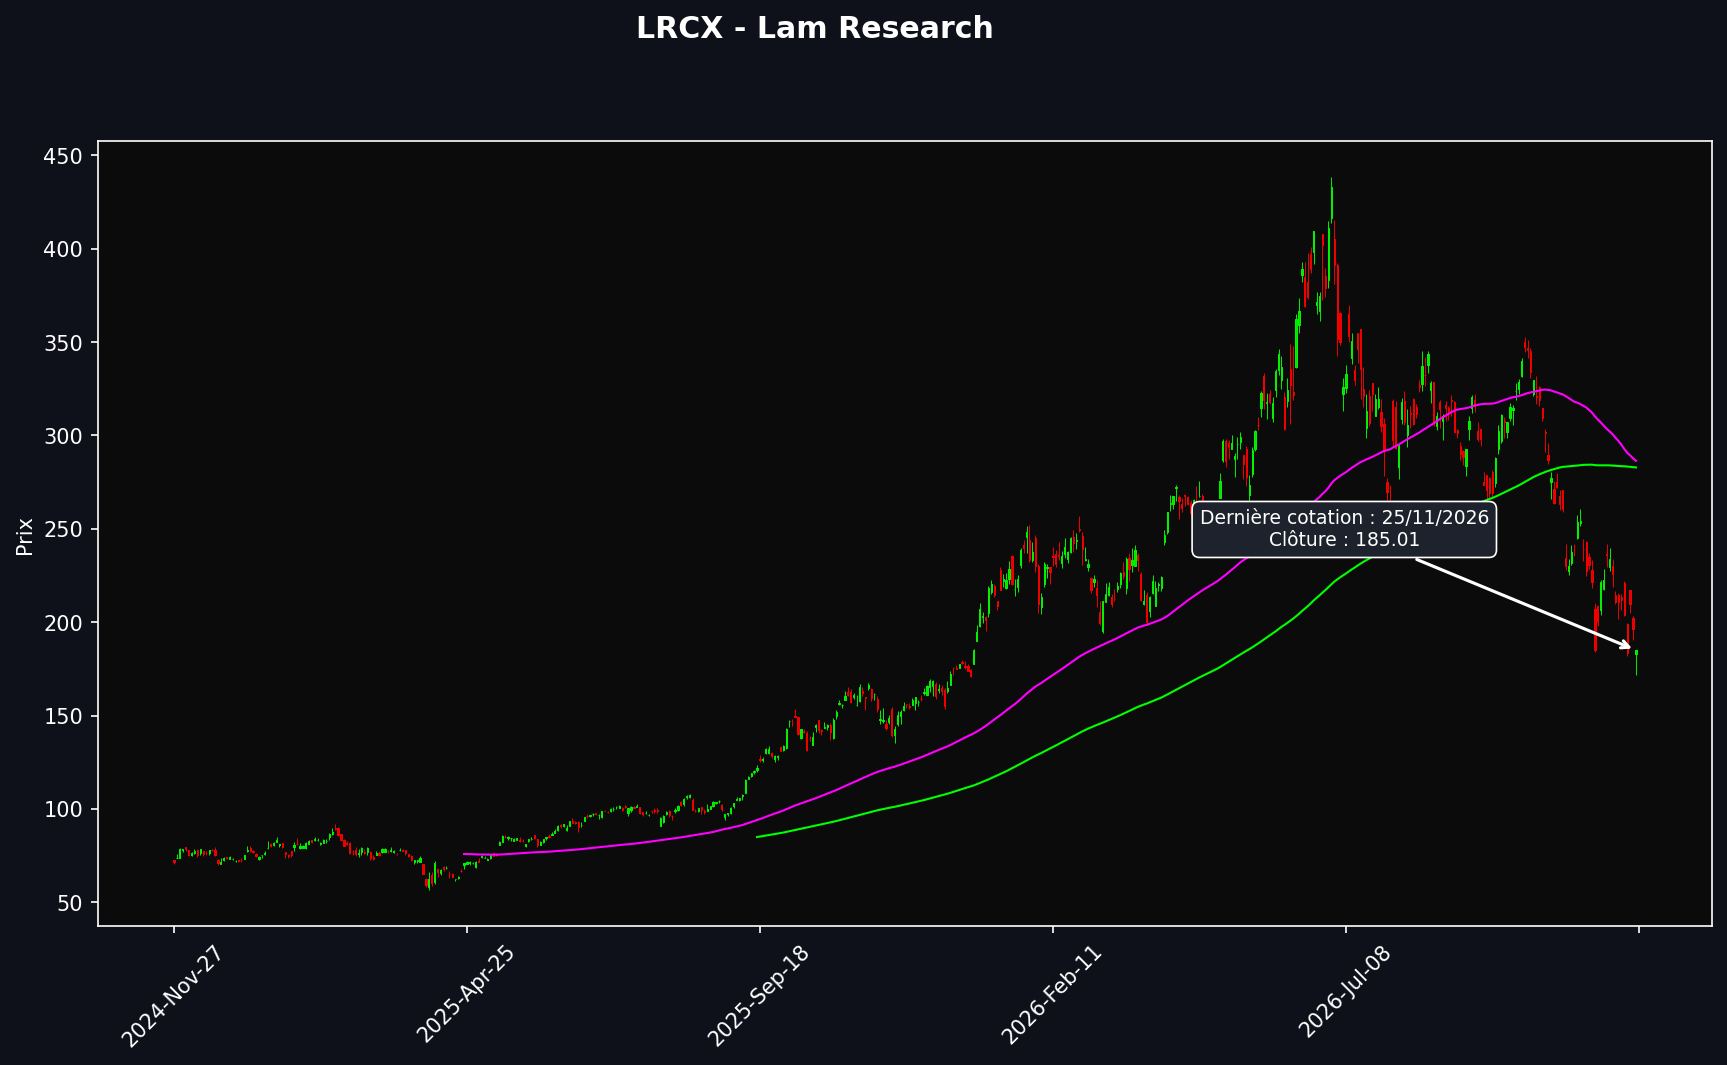 LRCX - Lam Research
Prix
450
400
350
300
250
200
150
100
50
Dernière cotation : 25/11/2026
Clôture : 185.01
2024-Nov-27
2025-Apr-25
2025-Sep-18
2026-Feb-11
2026-Jul-08